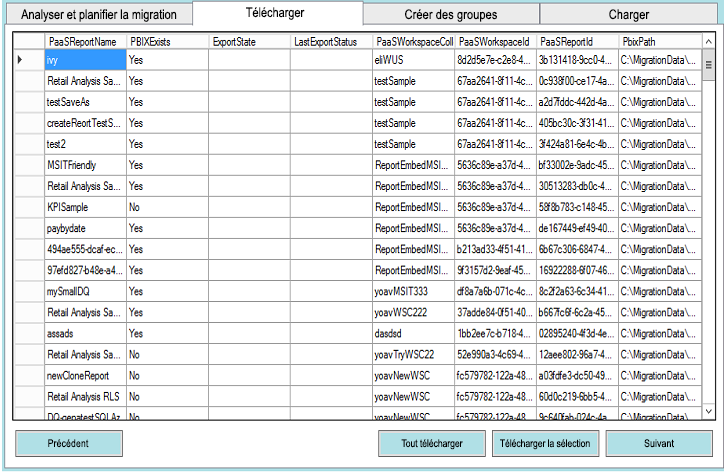 Analyser et planifier la migration Télécharger Créer des groupes Charger
PaaSReportName PBIXExists ExportState LastExportStatus PaaSWorkspaceColl PaaSWorkspaceId PaaSReportId PbixPath
ivy Yes eliWUS 8d2d5e7e-c2e8-4... 3b131418-9cc0-4... C:\MigrationData\...
Retail Analysis Sa... Yes testSample 67aa2641-8f11-4c... 0c938f00-ce17-4a... C:\MigrationData\...
testSaveAs Yes testSample 67aa2641-8f11-4c... a2d7fddc-442d-4a... C:\MigrationData\...
createReortTestS... Yes testSample 67aa2641-8f11-4c... 405bc30c-3f31-41... C:\MigrationData\...
test2 Yes testSample 67aa2641-8f11-4c... 3f424a81-6e4c-4b... C:\MigrationData\...
MSITFriendly Yes ReportEmbedMSI... 5636c89e-a37d-4... bf33002e-9adc-45... C:\MigrationData\...
Retail Analysis Sa... Yes ReportEmbedMSI... 5636c89e-a37d-4... 30513283-db0c-4... C:\MigrationData\...
KPISample No ReportEmbedMSI... 5636c89e-a37d-4... 58f8b783-c148-45... C:\MigrationData\...
paybydate Yes ReportEmbedMSI... 5636c89e-a37d-4... de167449-ef49-40... C:\MigrationData\...
494ae555-dcaf-ec... Yes ReportEmbedMSI... b213ad33-4f51-41... 6b67c306-6847-4... C:\MigrationData\...
97efd827-b48e-a4... Yes ReportEmbedMSI... 9f3157d2-9eaf-45... 16922288-6f07-46... C:\MigrationData\...
mySmallDQ Yes yoavMSIT333 df8a7a6b-071c-4c... 8c2f2a63-6c34-41... C:\MigrationData\...
Retail Analysis Sa... Yes yoavWSC222 37adde84-0f51-40... b667fc6f-6c2a-45... C:\MigrationData\...
assads Yes dasdsd 1bb2ee7c-b718-4... 02895240-4f3d-4e... C:\MigrationData\...
Retail Analysis Sa... No yoavTryWSC22 52e990a3-4c69-4... 12aee802-96a7-4... C:\MigrationData\...
newCloneReport No yoavNewWSC fc579782-122a-48... a03fdfe3-dc50-49... C:\MigrationData\...
Retail Analysis RLS No yoavNewWSC fc579782-122a-48... 60d0c219-6bb5-4... C:\MigrationData\...
DQ-genatestSQLAz No yoavNewWSC fc579782-122a-48... 9c640fab-024c-4a... C:\MigrationData\...
Précédent Tout télécharger Télécharger la sélection Suivant